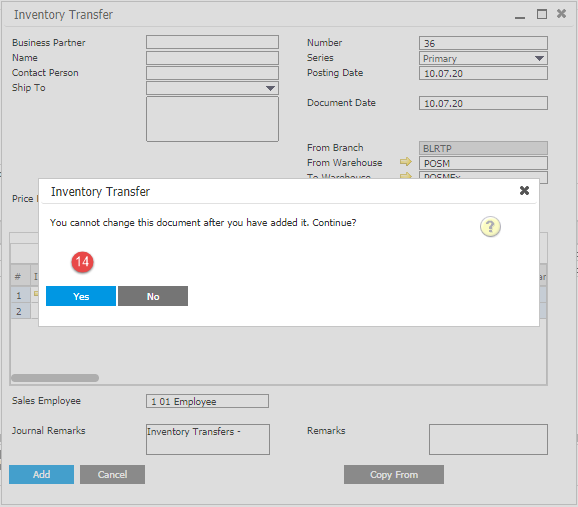 Inventory Transfer
Business Partner
Number 36
Name
Series Primary
Contact Person
Posting Date 10.07.20
Ship To
Document Date 10.07.20
From Branch BLRTP
From Warehouse POSM
To Warehouse POSMEx
Price
Inventory Transfer
You cannot change this document after you have added it. Continue?
?
14
Yes No
#
1
2
Sales Employee 1 01 Employee
Journal Remarks Inventory Transfers -
Remarks
Add Cancel Copy From